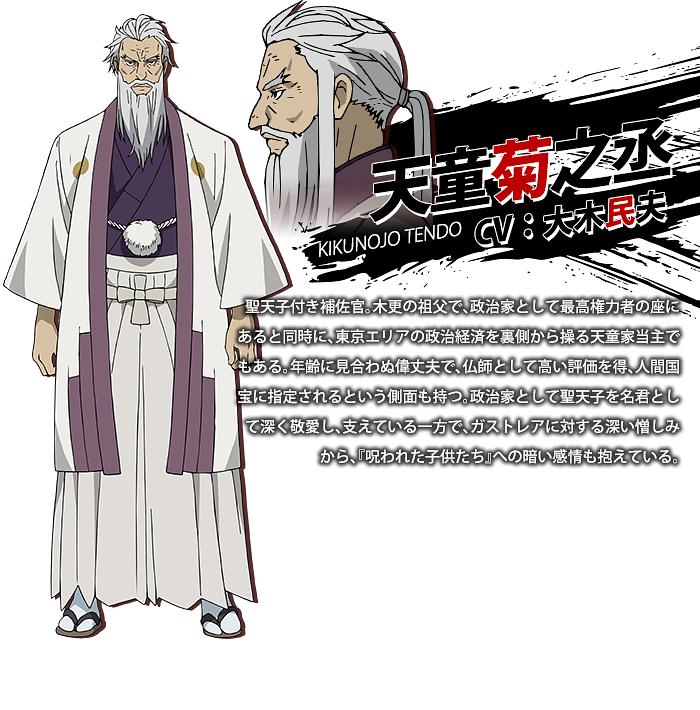 天童菊之丞
KIKUNOJO TENDO
CV:大木民夫
聖天子付き補佐官。木更の祖父で、政治家として最高権力者の座に
あると同時に、東京エリアの政治経済を裏側から操る天童家当主で
もある。年齢に見合わぬ偉丈夫で、仏師として高い評価を得、人間国
宝に指定されるという側面も持つ。政治家として聖天子を名君とし
て深く敬愛し、支えている一方で、ガストレアに対する深い憎しみ
から、『呪われた子供たち』への暗い感情も抱えている。